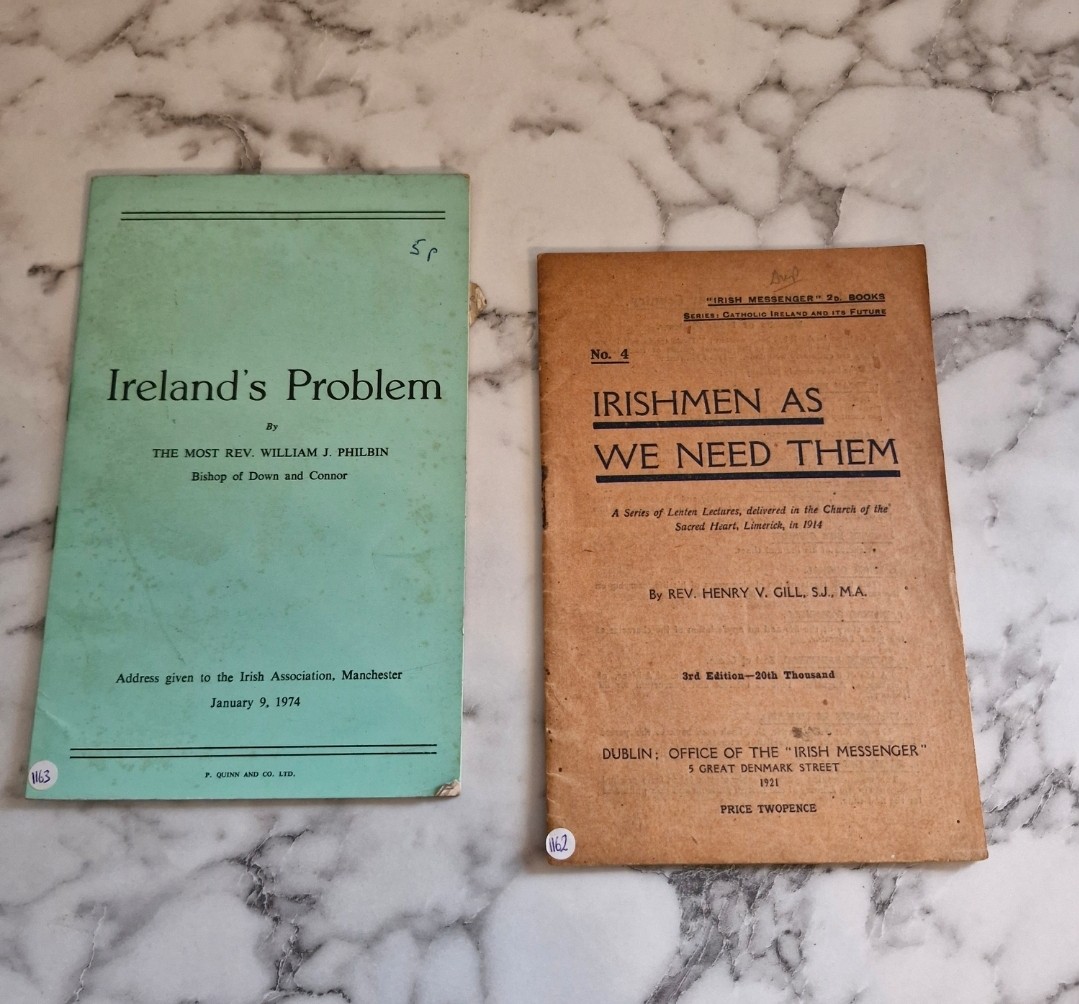 5p
Ireland's Problem
By
THE MOST REV. WILLIAM J. PHILBIN
Bishop of Down and Connor
Address given to the Irish Association, Manchester
January 9, 1974
P. QUINN AND CO. LTD.
1163
"IRISH MESSENGER" 2D. BOOKS
SERIES: CATHOLIC IRELAND AND ITS FUTURE
No. 4
IRISHMEN AS
WE NEED THEM
A Series of Lenten Lectures, delivered in the Church of the
Sacred Heart, Limerick, in 1914
By REV. HENRY V. GILL, S.J., M.A.
3rd Edition—20th Thousand
DUBLIN: OFFICE OF THE "IRISH MESSENGER"
5 GREAT DENMARK STREET
1921
PRICE TWOPENCE
1162